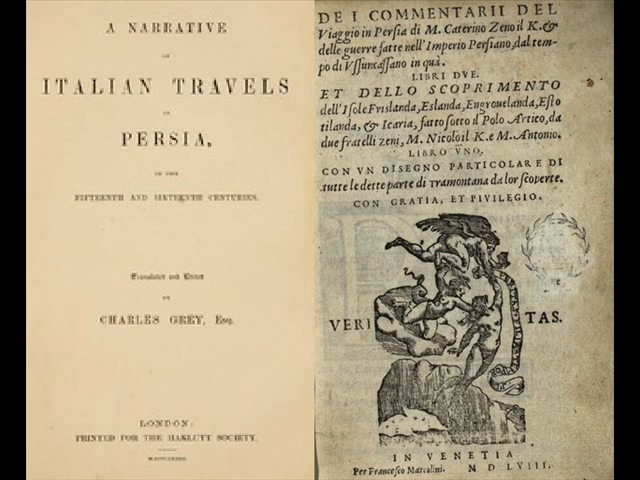 A NARRATIVE
OF
ITALIAN TRAVELS
IN
PERSIA,
IN THE
FIFTEENTH AND SIXTEENTH CENTURIES.
Translated and Edited
BY
CHARLES GREY, Esq.
LONDON:
PRINTED FOR THE HAKLUYT SOCIETY.
DE I COMMENTARII DEL
Viaggio in Persia di M. Caterino Zeno il K. &
delle guerre fatte nell'Imperio Persiano, dal tem-
po di Vssuncassano in quà.
LIBRI DVE.
ET DELLO SCOPRIMENTO
dell'Isole Frislanda, Eslanda, Engrouelanda, Esto
tilanda, & Icaria, fatto sotto il Polo Artico, da
due fratelli Zeni, M. Nicolò il K. e M. Antonio.
LIBRO VNO.
CON VN DISEGNO PARTICOLARE DI
tutte le dette parte di Tramontana da lor scoperte.
CON GRATIA, ET PIVILEGIO.
VERI TAS.
IN VENETIA
Per Francesco Marcolini. M D LVIII.